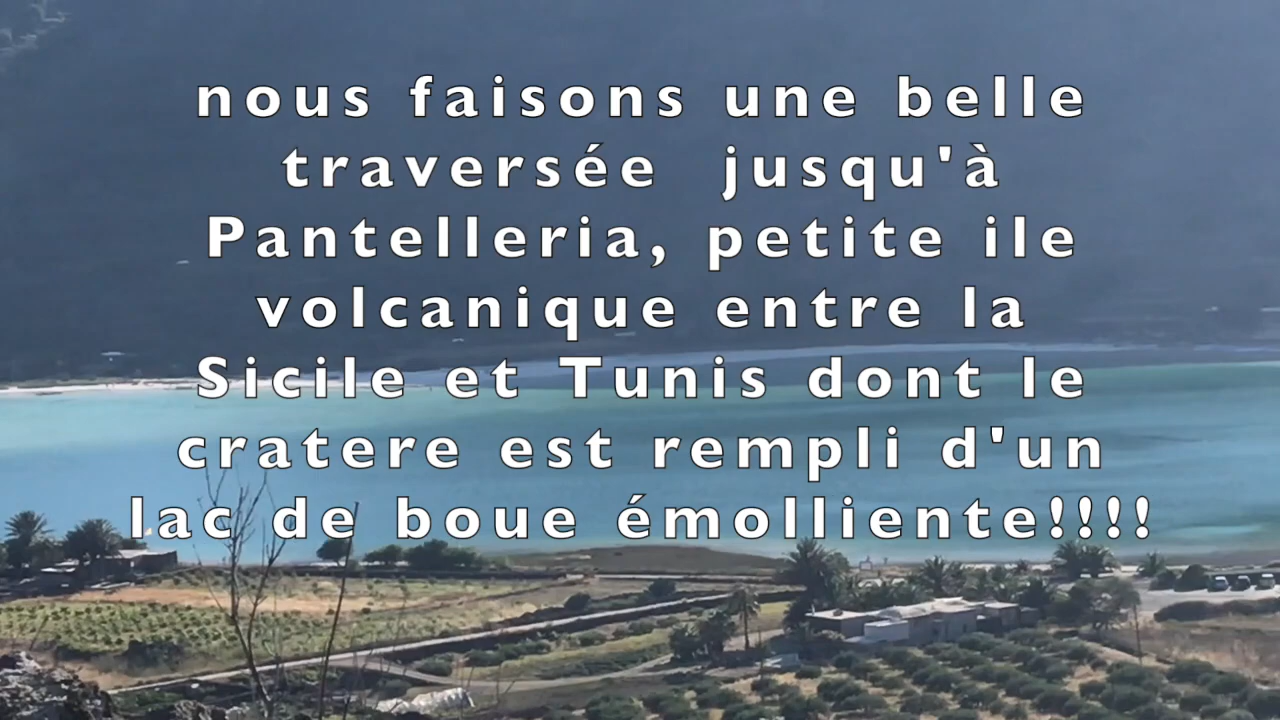 nous faisons une belle
traversée  jusqu'à
Pantelleria, petite ile
volcanique entre la
Sicile et Tunis dont le
cratere est rempli d'un
lac de boue émolliente!!!!